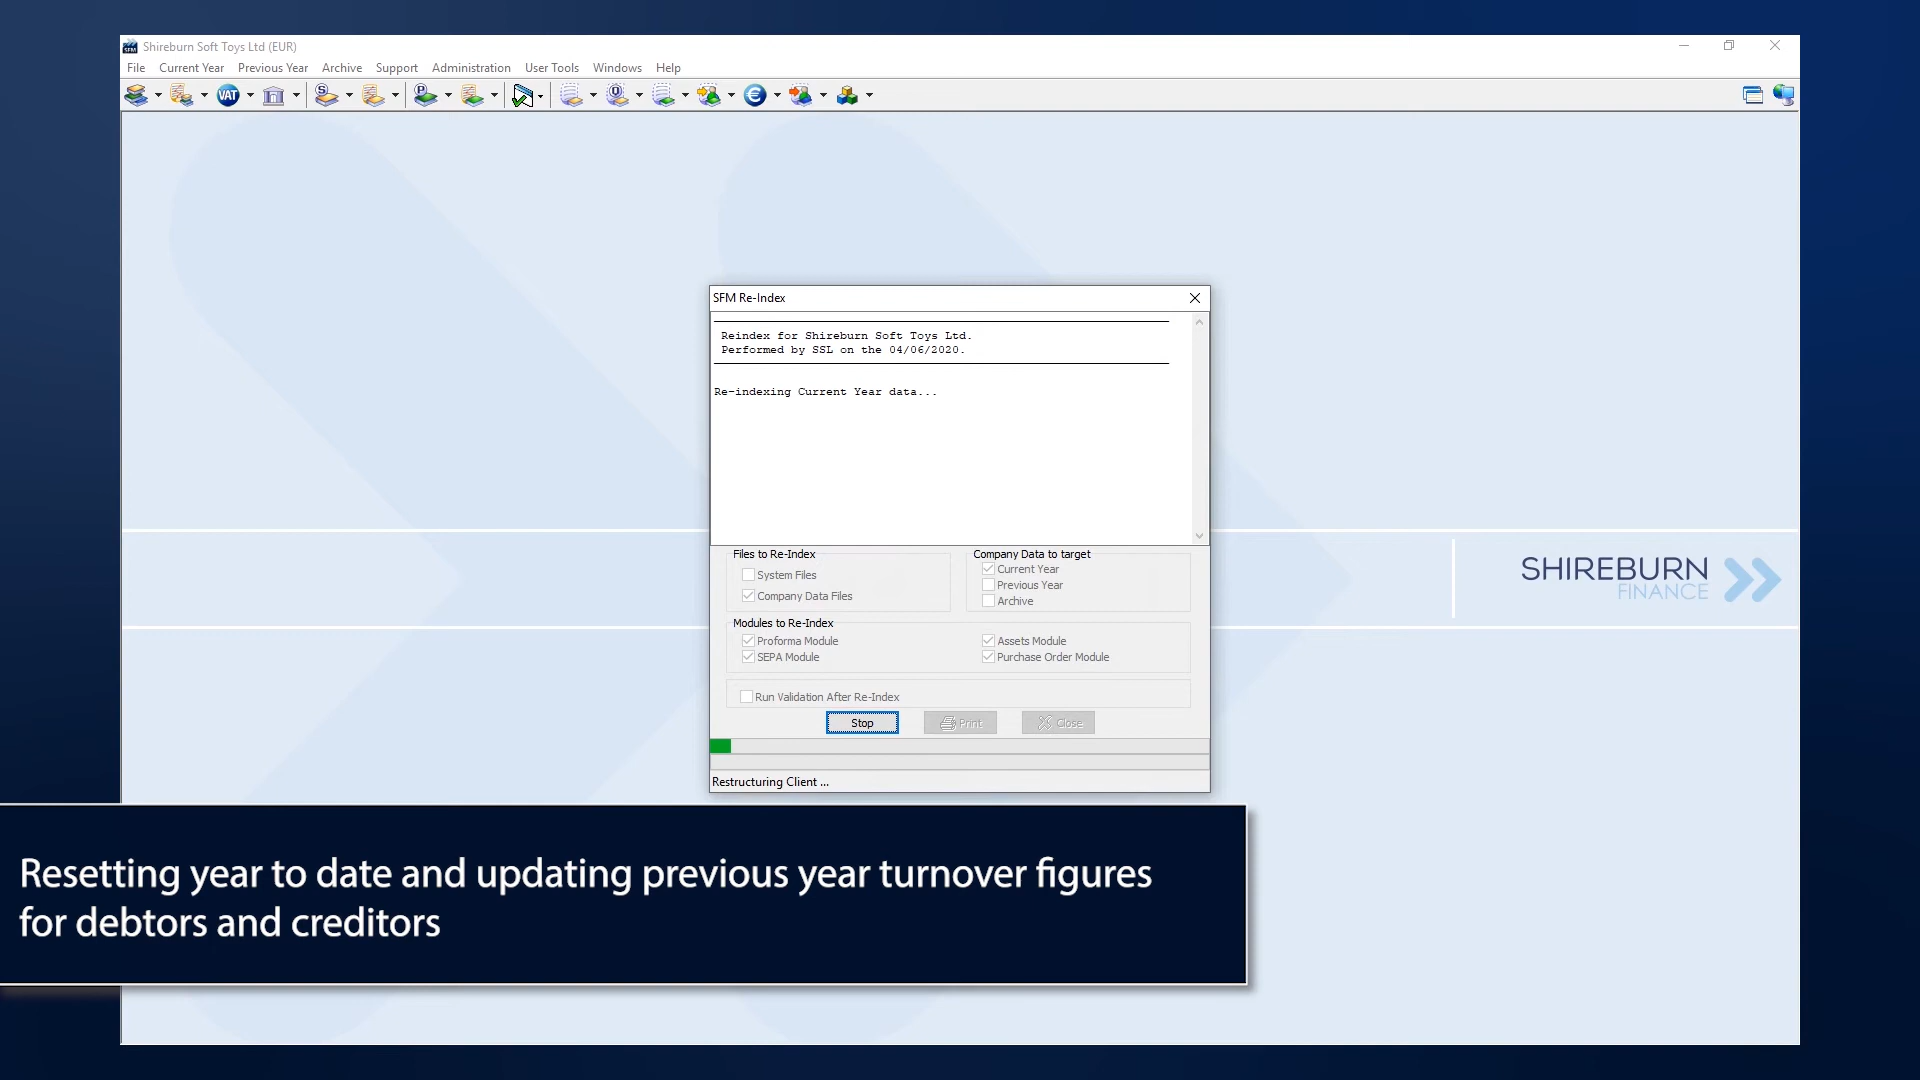 Shireburn Soft Toys Ltd (EUR)
File Current Year Previous Year Archive Support Administration User Tools Windows Help
SFM
VAT
S
P
SFM Re-Index
Reindex for Shireburn Soft Toys Ltd.
Performed by SSL on the 04/06/2020.
Re-indexing Current Year data...
Files to Re-Index
System Files
Company Data Files
Company Data to target
Current Year
Previous Year
Archive
Modules to Re-Index
Proforma Module
Assets Module
SEPA Module
Purchase Order Module
Run Validation After Re-Index
Stop Print Close
Restructuring Client ...
SHIREBURN
FINANCE
Resetting year to date and updating previous year turnover figures
for debtors and creditors